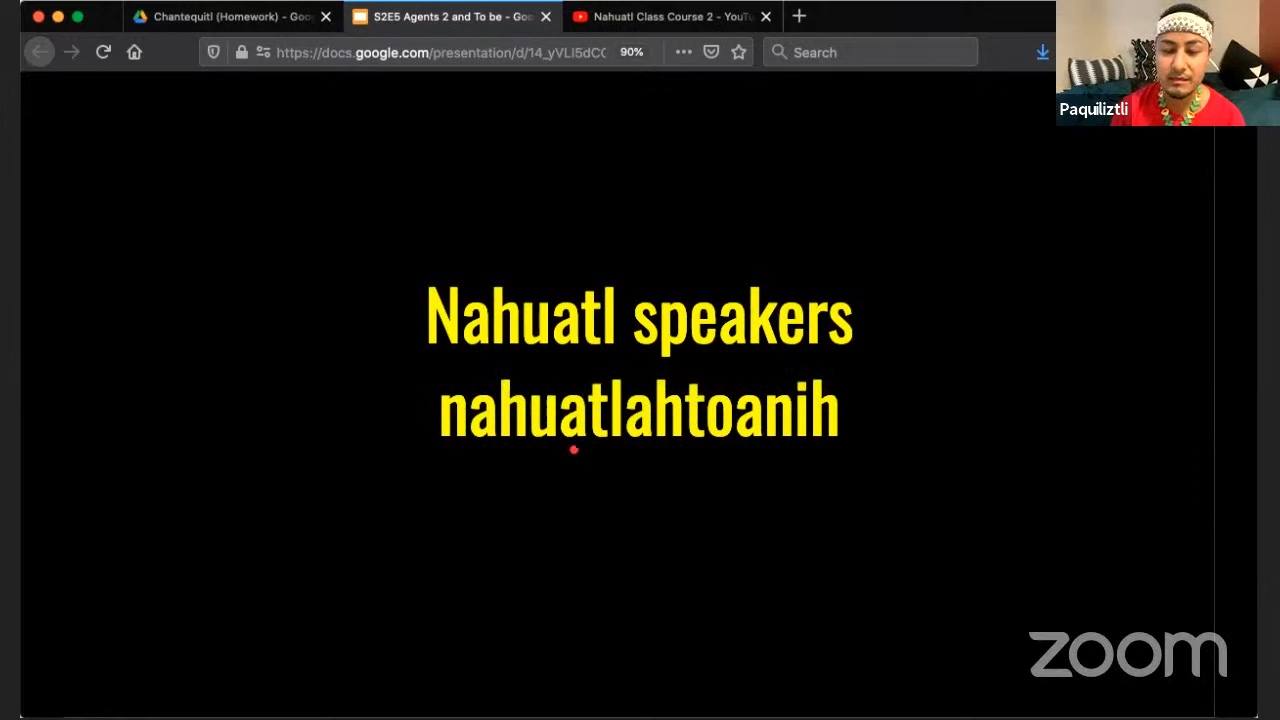 Chantequitl (Homework) - Goo
S2E5 Agents 2 and To be - Goo
Nahuatl Class Course 2 - YouTu
https://docs.google.com/presentation/d/14_yVLI5dCC
90%
Search
Paquiliztli
Nahuatl speakers
nahuatlahtoanih
zoom